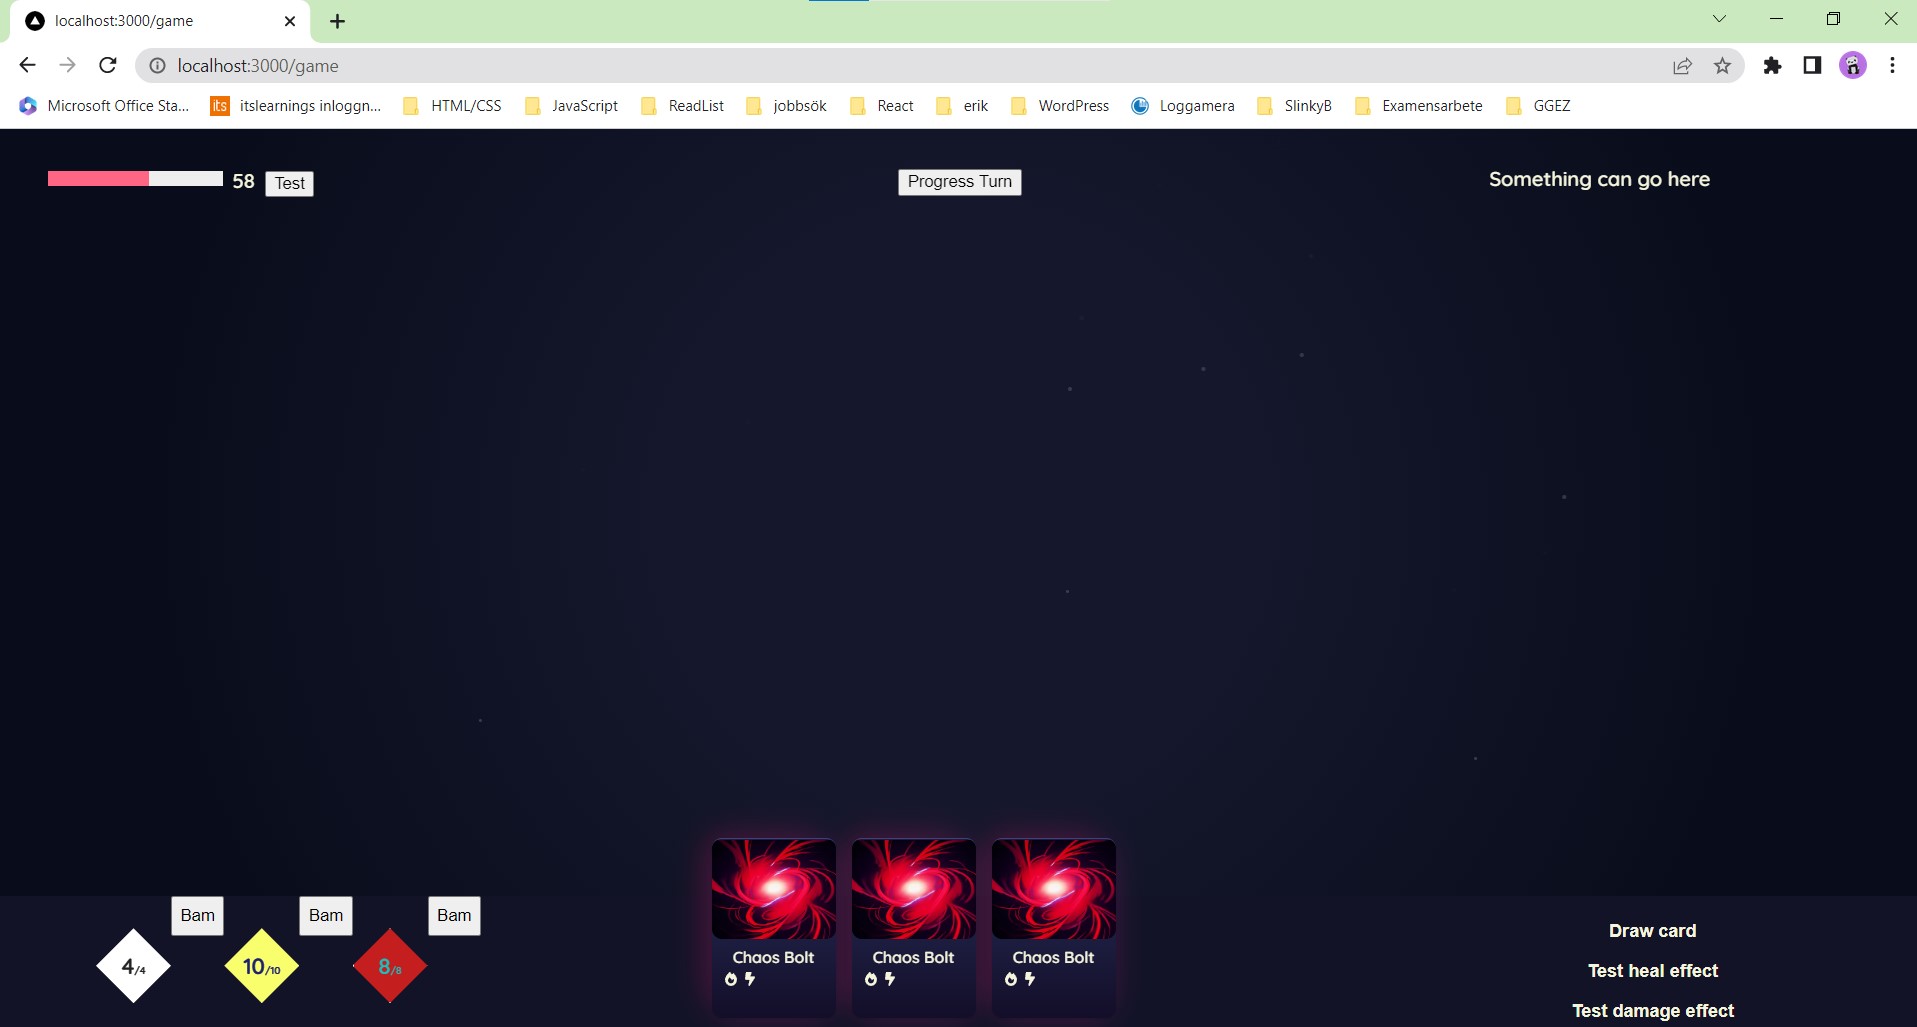 localhost:3000/game
localhost:3000/game
Microsoft Office Sta... its itslearnings inloggn... HTML/CSS JavaScript ReadList jobbsök React erik WordPress Loggamera SlinkyB Examensarbete GGEZ
58 Test Progress Turn Something can go here
Bam Bam Bam
4/4 10/10 8/8
Chaos Bolt Chaos Bolt Chaos Bolt
Draw card
Test heal effect
Test damage effect